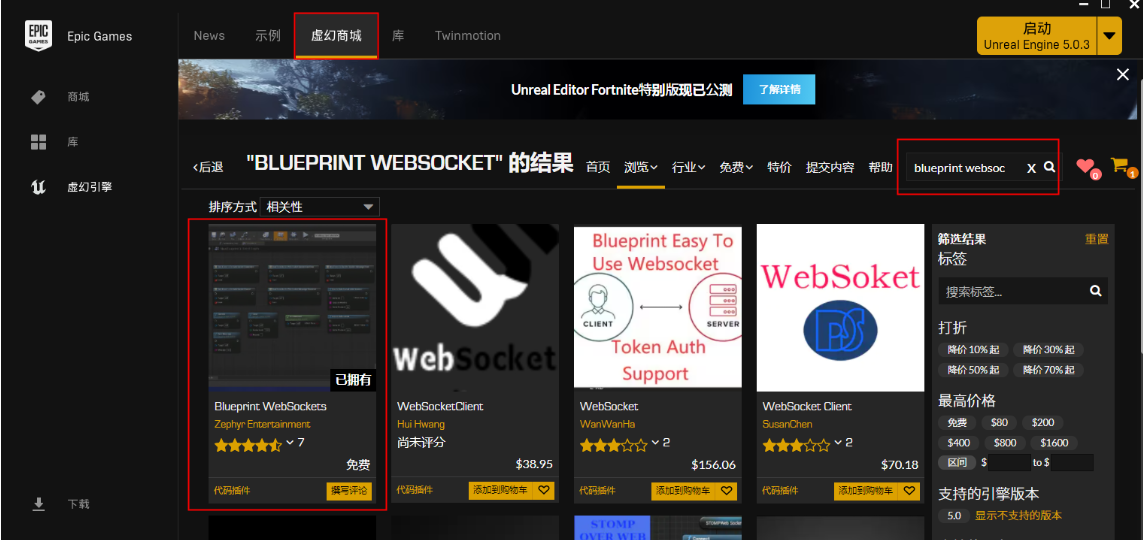 EPIC GAMES
Epic Games
News
示例
虚幻商城
库
Twinmotion
启动
Unreal Engine 5.0.3
商城
库
虚幻引擎
下载
Unreal Editor Fortnite特别版现已公测
了解详情
‹后退
"BLUEPRINT WEBSOCKET" 的结果
首页
浏览
行业
免费
特价
提交内容
帮助
blueprint websoc
X
0
1
排序方式
相关性
已拥有
Blueprint WebSockets
Zephyr Entertainment
7
免费
代码插件
撰写评论
WebSocket
WebSocketClient
Hui Hwang
尚未评分
$38.95
代码插件
添加到购物车
Blueprint Easy To
Use Websocket
CLIENT
SERVER
Token Auth
Support
WebSocket
WanWanHa
2
$156.06
代码插件
添加到购物车
WebSoket
WebSocket Client
SusanChen
2
$70.18
代码插件
添加到购物车
筛选结果
重置
标签
搜索标签...
打折
降价 10% 起
降价 30% 起
降价 50% 起
降价 70% 起
最高价格
免费
$80
$200
$400
$800
$1600
区间
$
to $
支持的引擎版本
5.0
显示不支持的版本
STOMP
OVER WEB